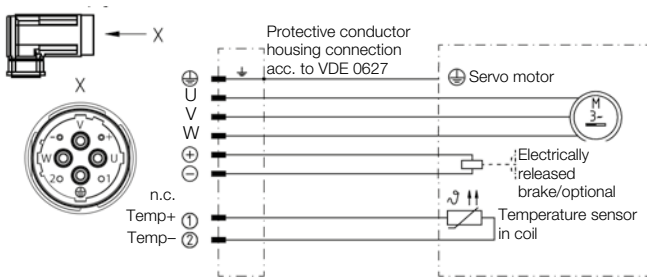 X
X
V
- +
W U
2 1
Protective conductor
housing connection
acc. to VDE 0627
U
V
W
+
−
n.c.
Temp+ 1
Temp− 2
Servo motor
M
3~
Electrically
released
brake/optional
ϑ
Temperature sensor
in coil